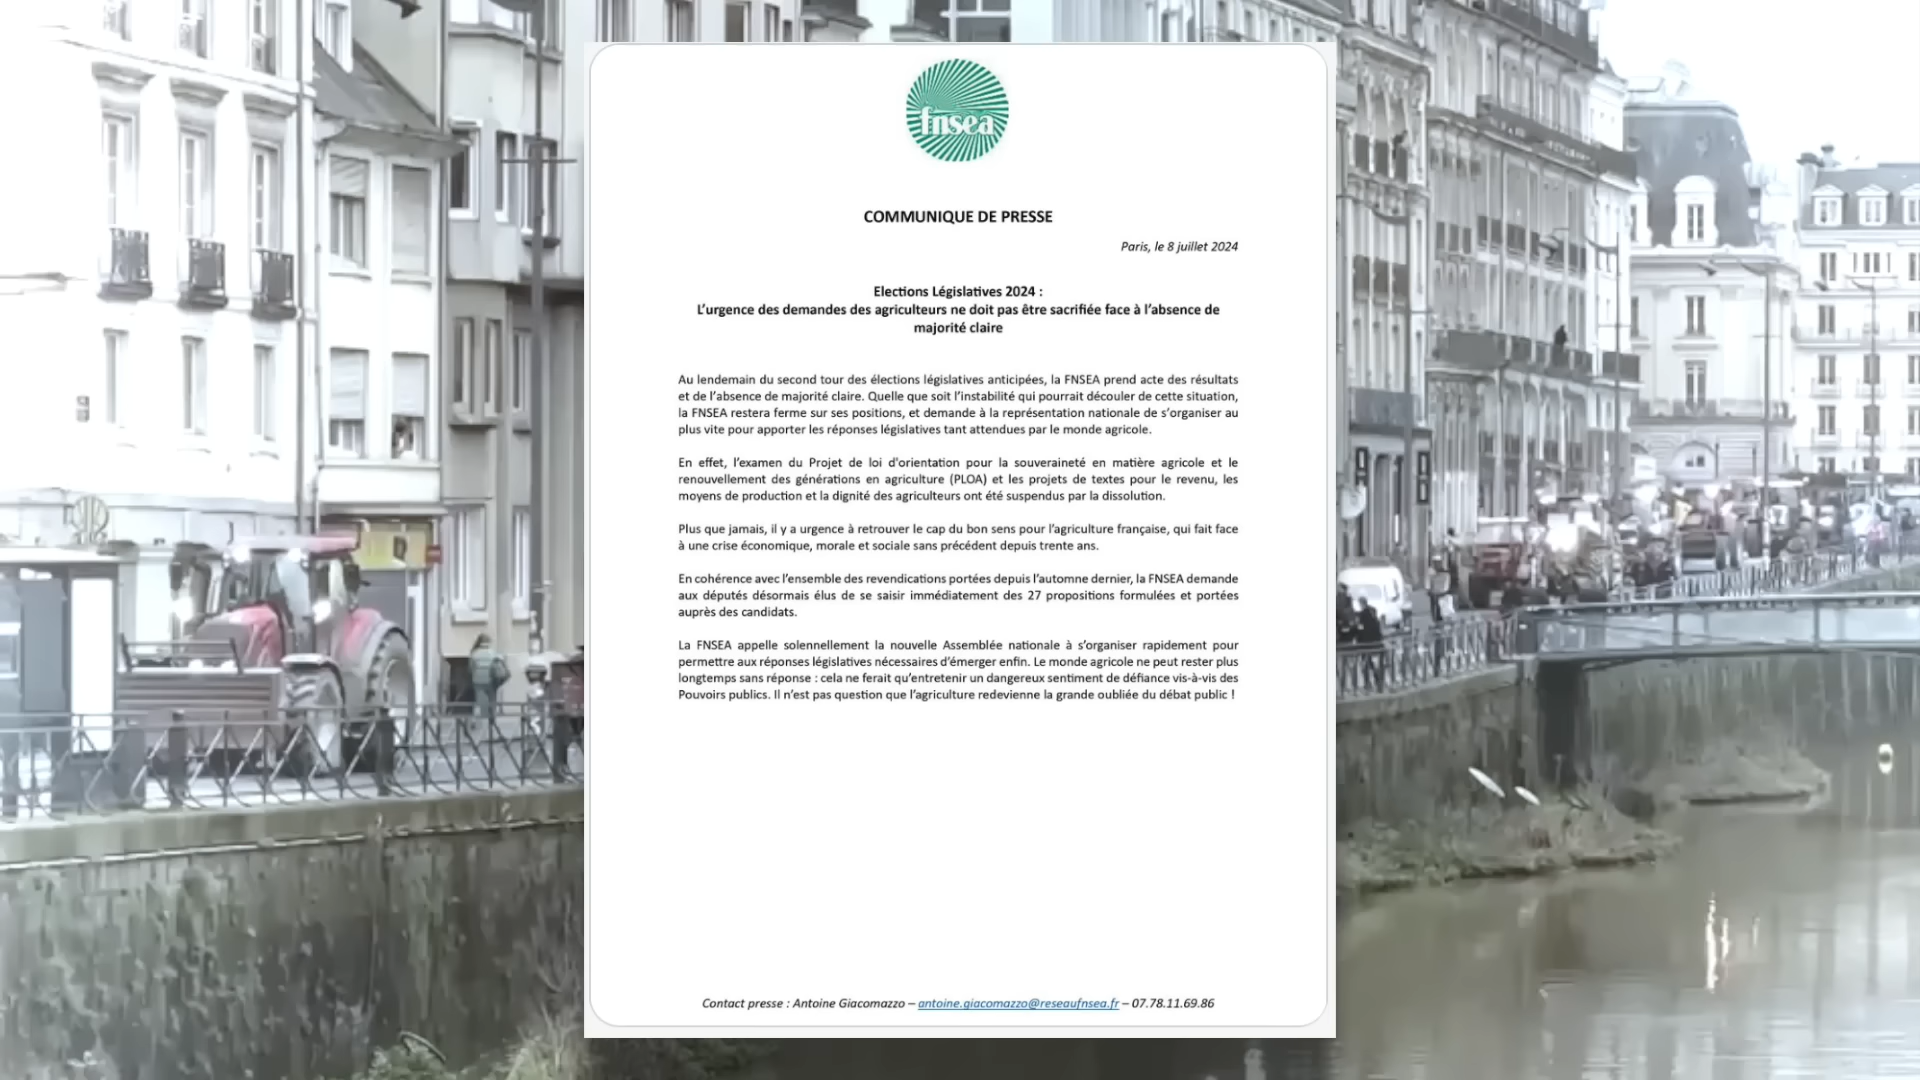 fnsea
COMMUNIQUE DE PRESSE
Paris, le 8 juillet 2024
Elections Législatives 2024 :
L’urgence des demandes des agriculteurs ne doit pas être sacrifiée face à l’absence de
majorité claire
Au lendemain du second tour des élections législatives anticipées, la FNSEA prend acte des résultats
et de l’absence de majorité claire. Quelle que soit l’instabilité qui pourrait découler de cette situation,
la FNSEA restera ferme sur ses positions, et demande à la représentation nationale de s’organiser au
plus vite pour apporter les réponses législatives tant attendues par le monde agricole.
En effet, l’examen du Projet de loi d'orientation pour la souveraineté en matière agricole et le
renouvellement des générations en agriculture (PLOA) et les projets de textes pour le revenu, les
moyens de production et la dignité des agriculteurs ont été suspendus par la dissolution.
Plus que jamais, il y a urgence à retrouver le cap du bon sens pour l’agriculture française, qui fait face
à une crise économique, morale et sociale sans précédent depuis trente ans.
En cohérence avec l’ensemble des revendications portées depuis l’automne dernier, la FNSEA demande
aux députés désormais élus de se saisir immédiatement des 27 propositions formulées et portées
auprès des candidats.
La FNSEA appelle solennellement la nouvelle Assemblée nationale à s’organiser rapidement pour
permettre aux réponses législatives nécessaires d’émerger enfin. Le monde agricole ne peut rester plus
longtemps sans réponse : cela ne ferait qu’entretenir un dangereux sentiment de défiance vis-à-vis des
Pouvoirs publics. Il n’est pas question que l’agriculture redevienne la grande oubliée du débat public !
Contact presse : Antoine Giacomazzo – antoine.giacomazzo@reseaufnsea.fr – 07.78.11.69.86